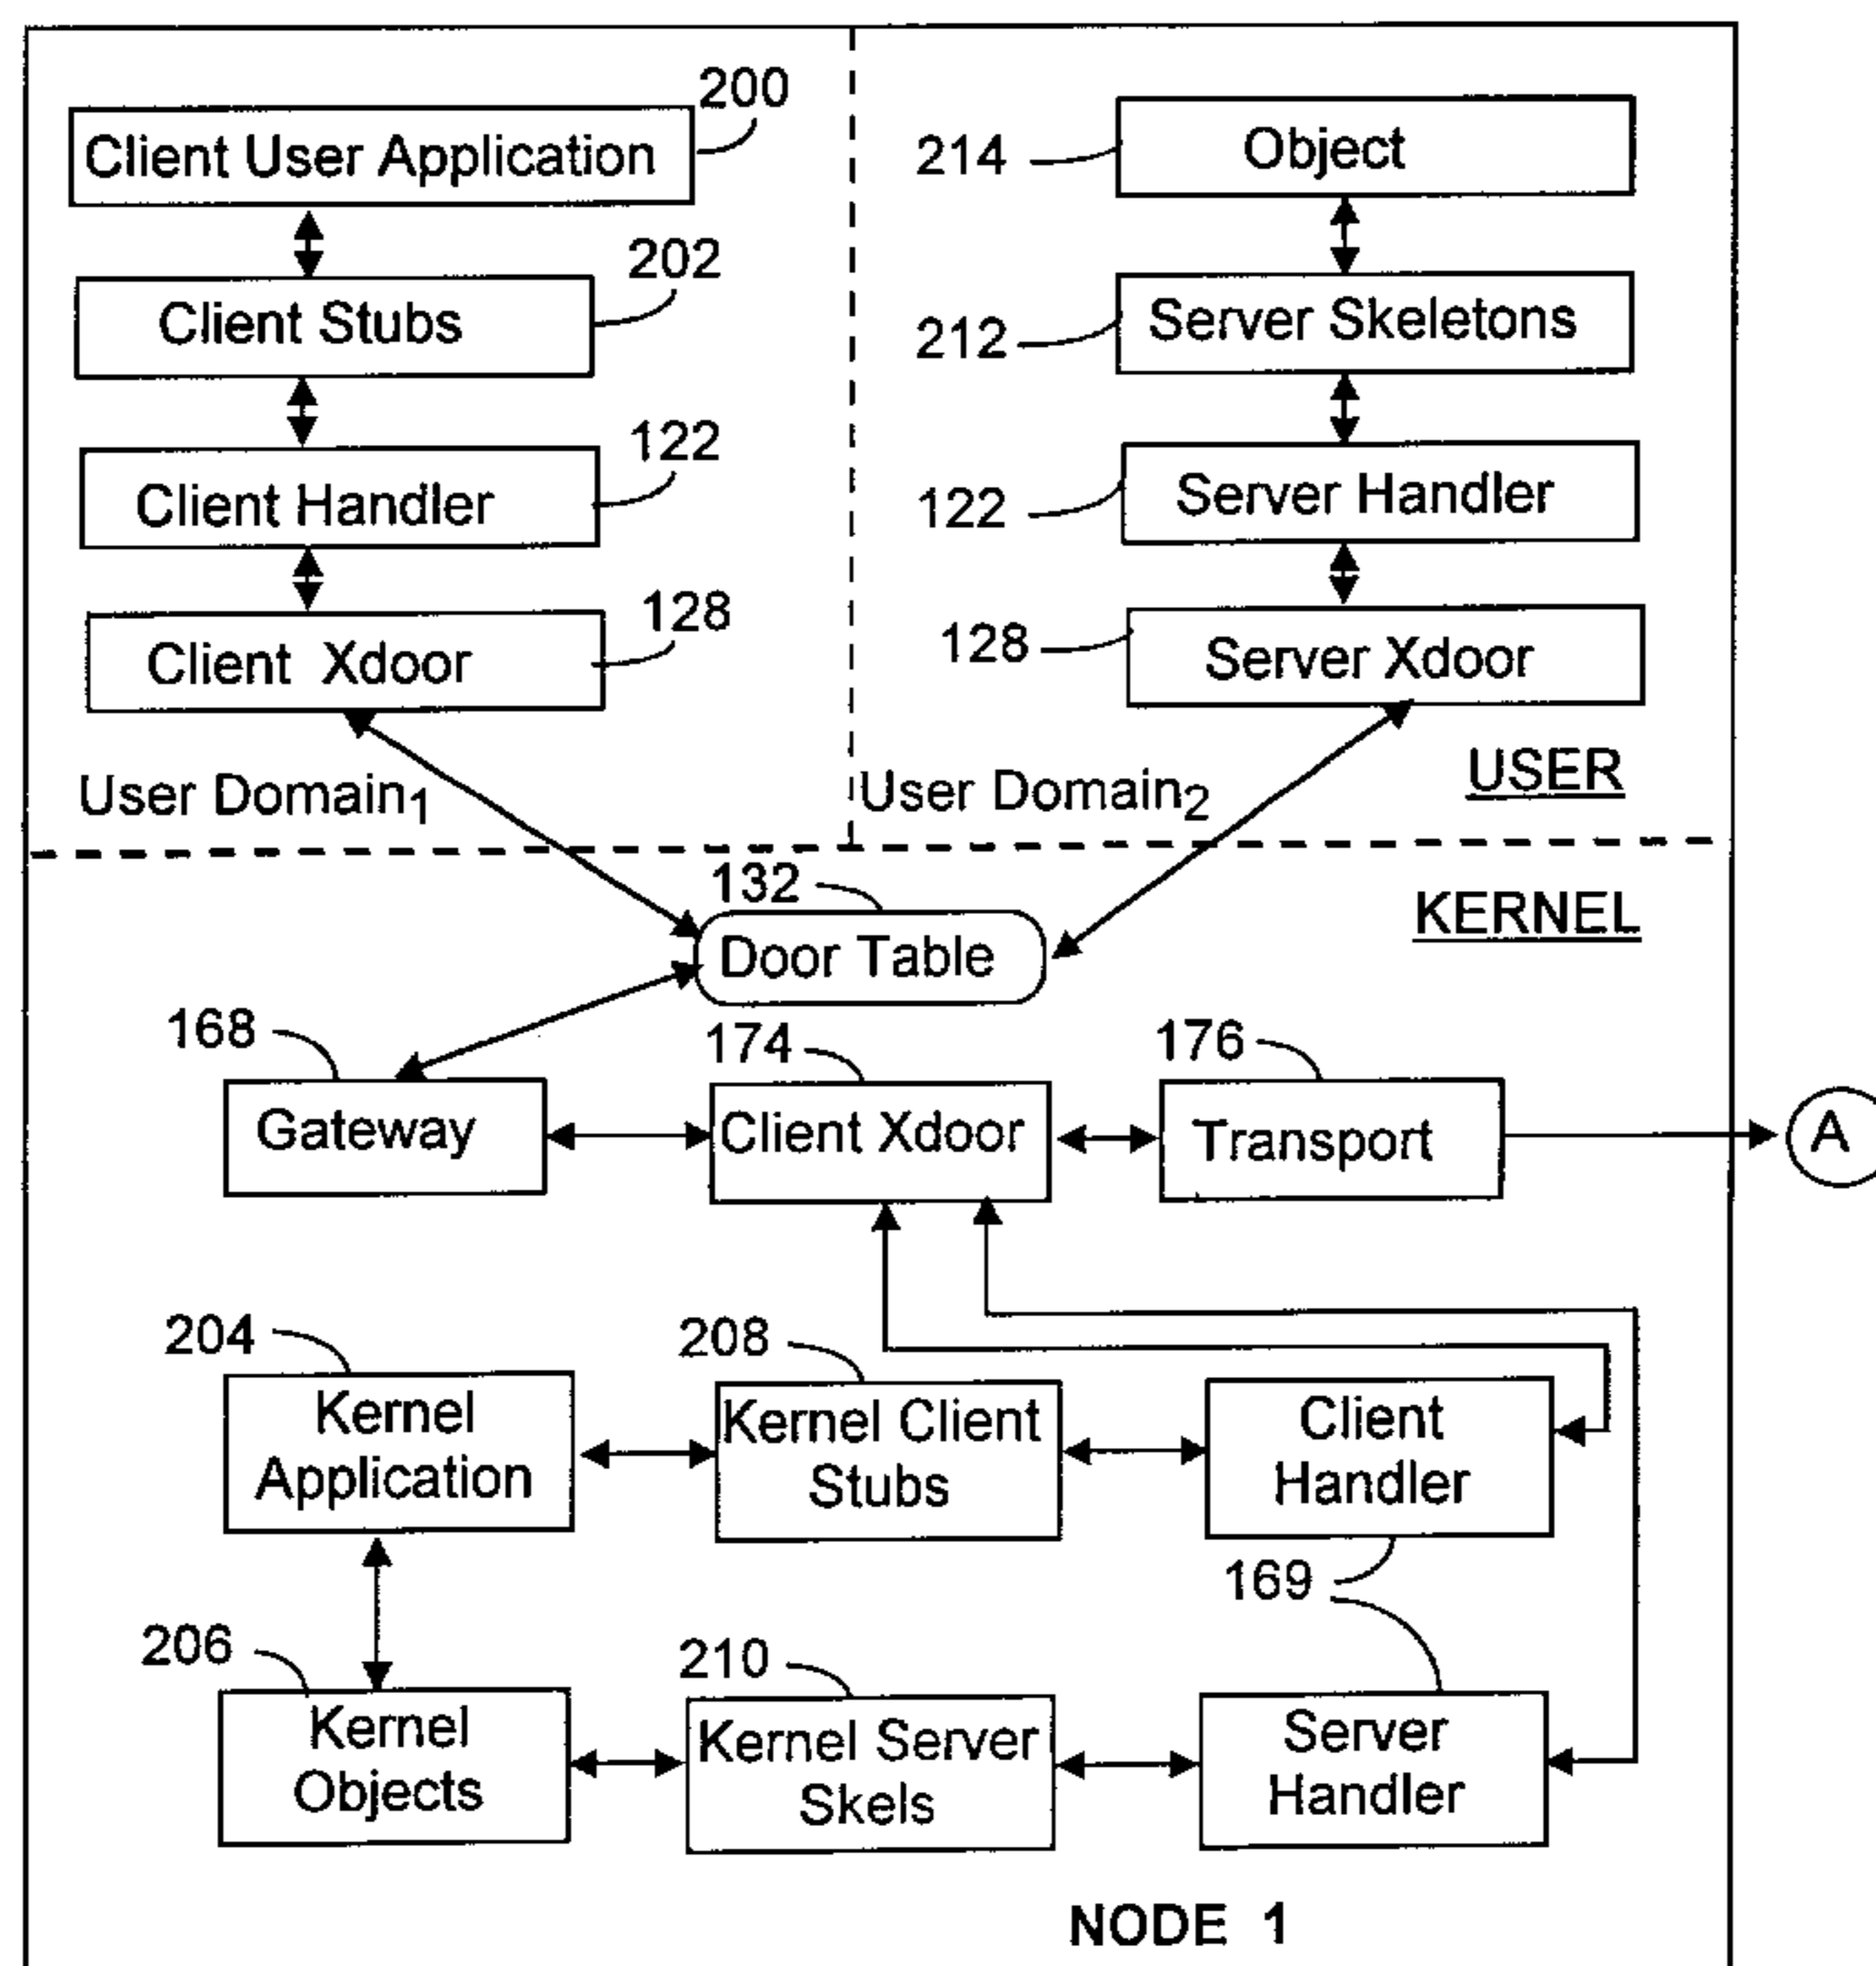 200
Client User Application
214
Object
202
Client Stubs
212
Server Skeletons
122
Client Handler
122
Server Handler
128
Client Xdoor
128
Server Xdoor
User Domain1
User Domain2
USER
132
Door Table
KERNEL
168
Gateway
174
Client Xdoor
176
Transport
A
204
Kernel
Application
208
Kernel Client
Stubs
Client
Handler
169
206
Kernel
Objects
210
Kernel Server
Skels
Server
Handler
NODE 1